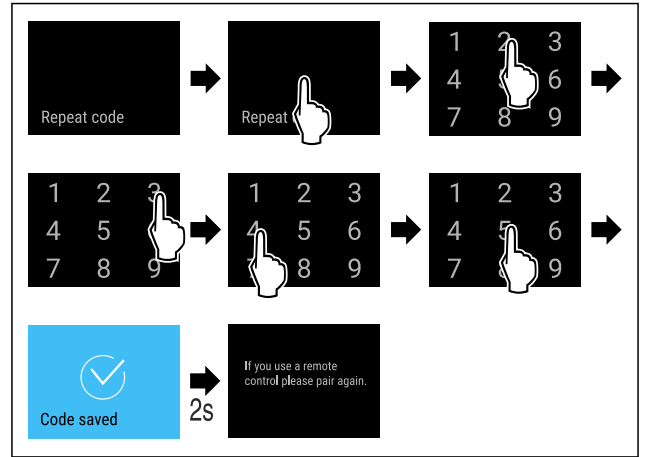 Repeat code
Repeat
1 2 3
4 6
7 8 9
1 2 3
4 5
7 8 9
1 2 3
4 5 6
8 9
1 2 3
4 5 6
7 9
Code saved
2s
If you use a remote
control please pair again.